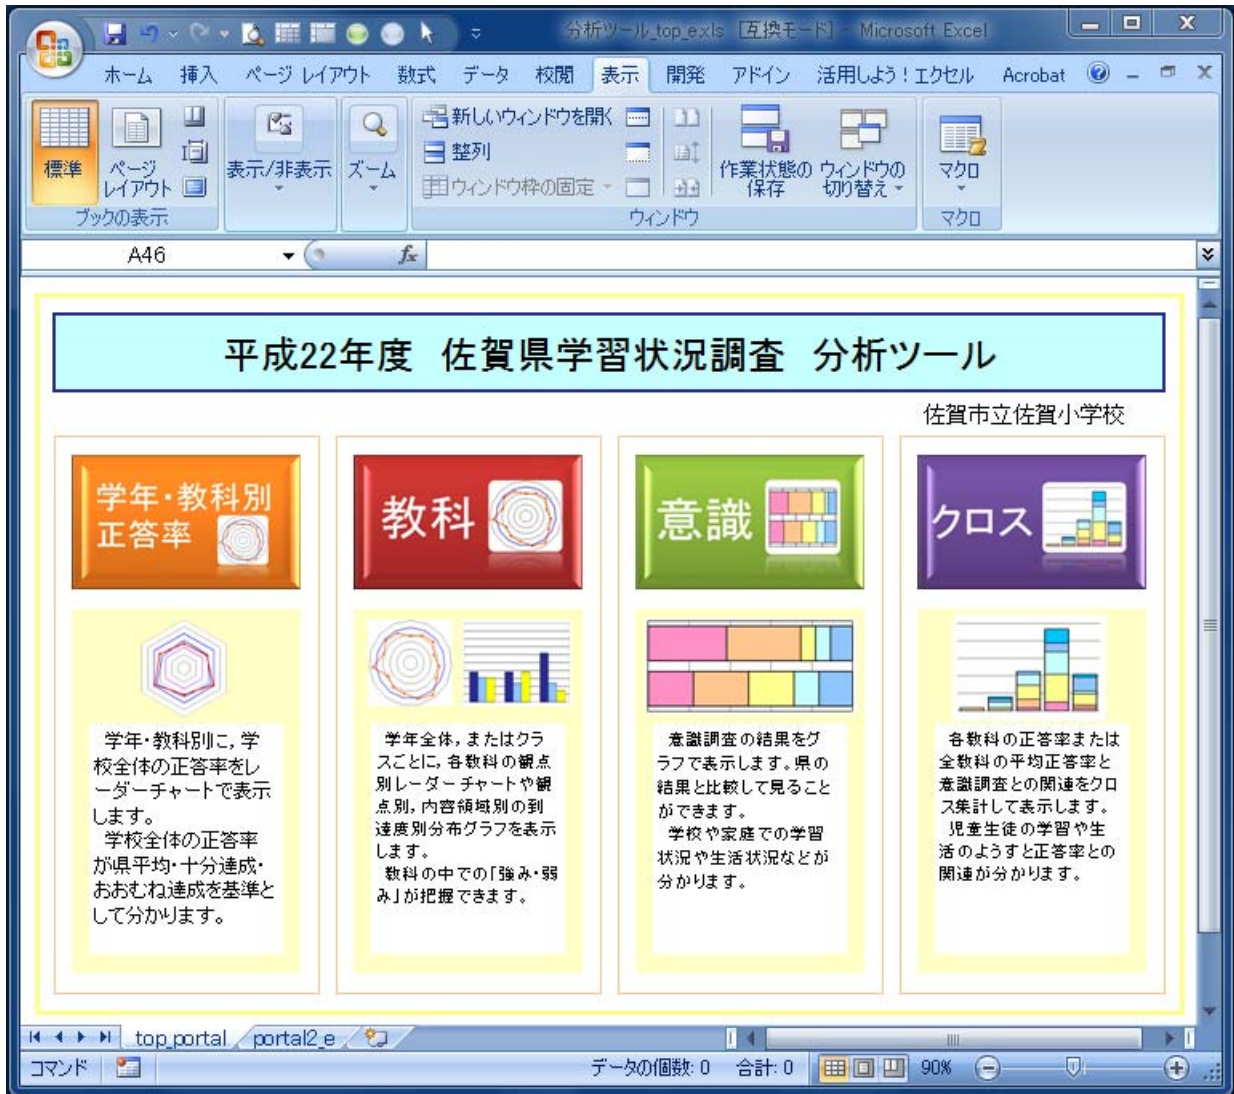 分析ツール_top_e.xls [互換モード] - Microsoft Excel
ホーム 挿入 ページ レイアウト 数式 データ 校閲 表示 開発 アドイン 活用しよう!エクセル Acrobat
標準
ページ
レイアウト
ブックの表示
表示/非表示
ズーム
新しいウィンドウを開く
整列
ウィンドウ枠の固定
作業状態の
保存
ウィンドウの
切り替え
ウィンドウ
マクロ
マクロ
A46
fx
平成22年度 佐賀県学習状況調査 分析ツール
佐賀市立佐賀小学校
学年・教科別
正答率
学年・教科別に,学
校全体の正答率をレ
ーダーチャートで表示
します。
学校全体の正答率
が県平均・十分達成・
おおむね達成を基準と
して分かります。
教科
学年全体,またはクラ
スごとに,各教科の観点
別レーダーチャートや観
点別,内容領域別の到
達度別分布グラフを表示
します。
教科の中での「強み・弱
み」が把握できます。
意識
意識調査の結果をグ
ラフで表示します。県の
結果と比較して見ること
ができます。
学校や家庭での学習
状況や生活状況などが
分かります。
クロス
各教科の正答率または
全教科の平均正答率と
意識調査との関連をクロ
ス集計して表示します。
児童生徒の学習や生
活のようすと正答率との
関連が分かります。
top_portal portal2_e
コマンド
データの個数: 0 合計: 0 90%